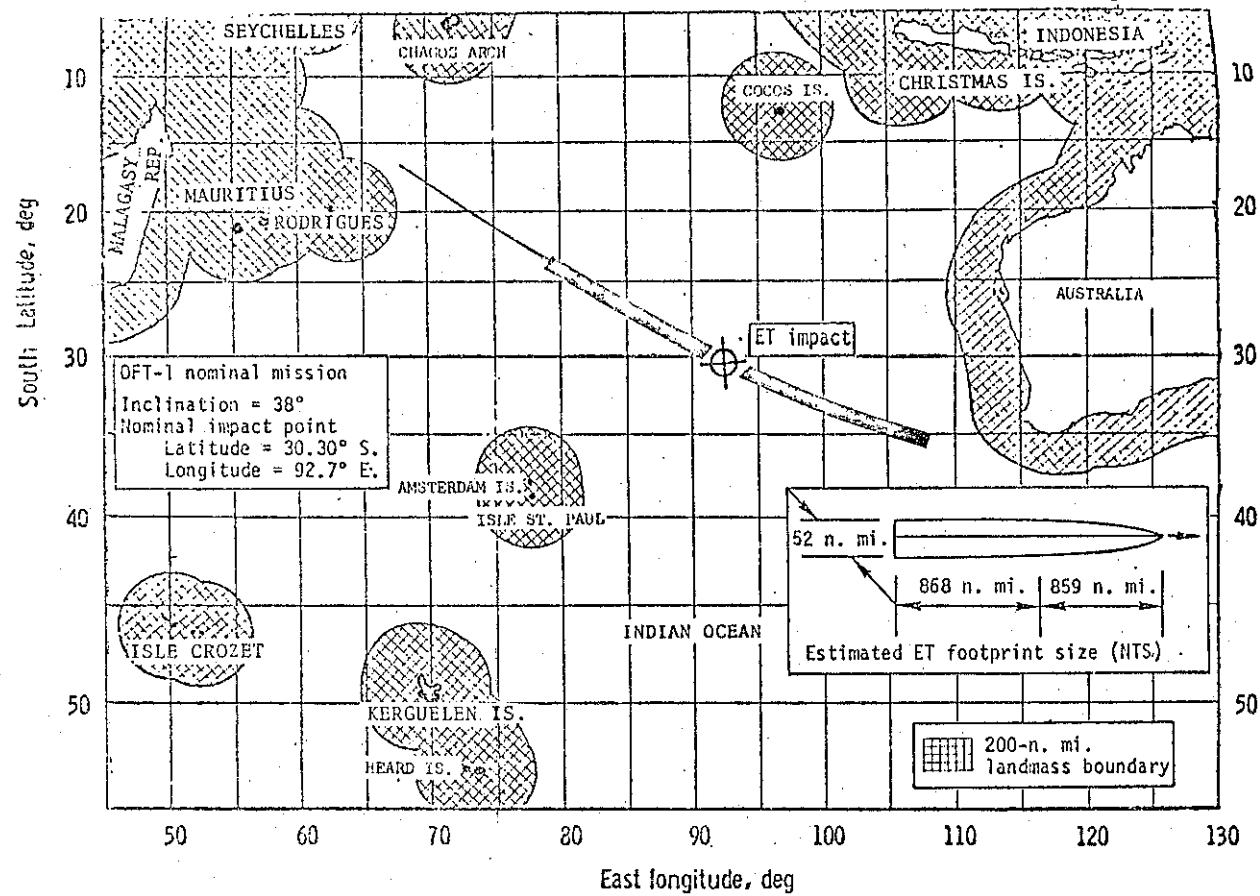 SEYCHELLES
CHAGOS ARCH
INDONESIA
CHRISTMAS IS.
COCOS IS.
10
10
MALAGASY
REP
MAURITIUS
RODRIGUES
20
20
South Latitude, deg
AUSTRALIA
ET impact
30
30
OFT-1 nominal mission
Inclination = 38°
Nominal impact point
Latitude = 30.30° S.
Longitude = 92.7° E.
AMSTERDAM IS.
ISLE ST. PAUL
40
40
52 n. mi.
868 n. mi.
859 n. mi.
Estimated ET footprint size (NTS.)
AISLE CROZET
INDIAN OCEAN
50
50
KERGUELEN IS.
HEARD IS.
200-n. mi.
landmass boundary
50
60
70
80
90
100
110
120
130
East longitude, deg